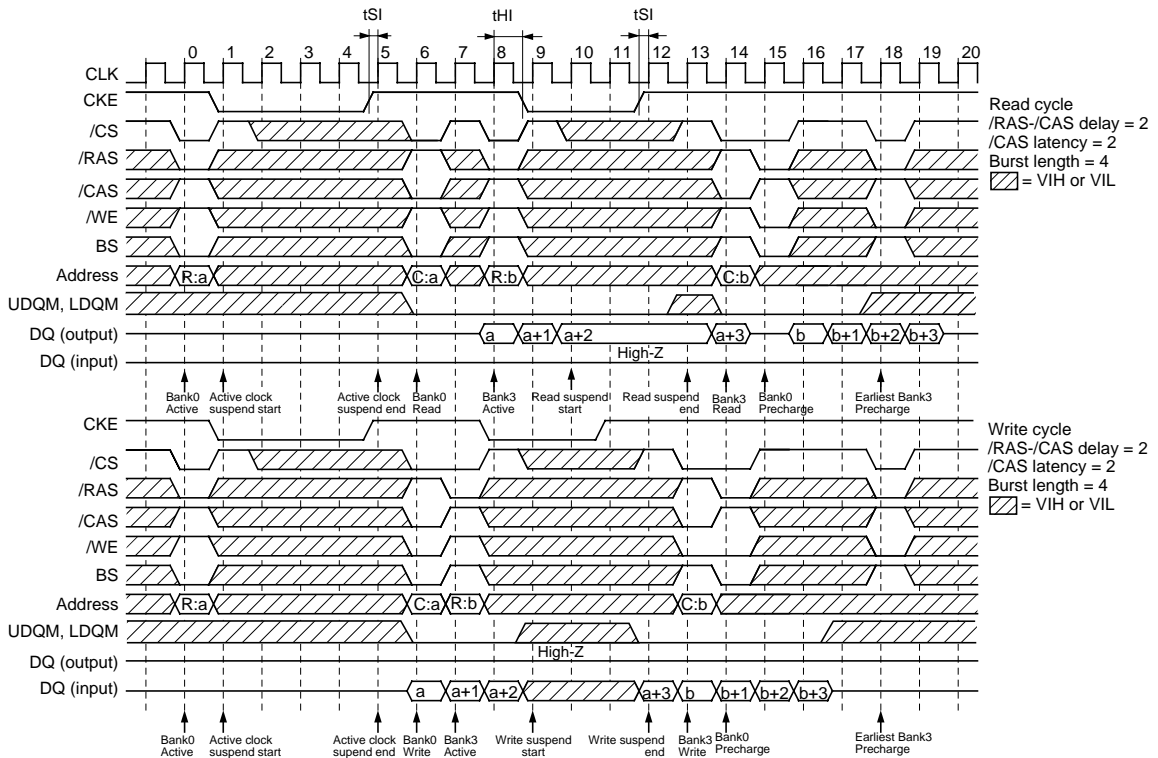 tSI tHI tSI
0 1 2 3 4 5 6 7 8 9 10 11 12 13 14 15 16 17 18 19 20
CLK
CKE
/CS
/RAS
/CAS
/WE
BS
Address R:a C:a R:b C:b
UDQM, LDQM
DQ (output) a a+1 a+2 a+3 b b+1 b+2 b+3
High-Z
DQ (input)
Bank0 Active
Active clock suspend start
Active clock suspend end
Bank0 Read
Bank3 Active
Read suspend start
Read suspend end
Bank3 Read
Bank0 Precharge
Earliest Bank3 Precharge
Read cycle
/RAS-/CAS delay = 2
/CAS latency = 2
Burst length = 4
= VIH or VIL
CKE
/CS
/RAS
/CAS
/WE
BS
Address R:a C:a R:b C:b
UDQM, LDQM
High-Z
DQ (output)
DQ (input) a a+1 a+2 a+3 b b+1 b+2 b+3
Bank0 Active
Active clock suspend start
Active clock supend end
Bank0 Write
Bank3 Active
Write suspend start
Write suspend end
Bank3 Write
Bank0 Precharge
Earliest Bank3 Precharge
Write cycle
/RAS-/CAS delay = 2
/CAS latency = 2
Burst length = 4
= VIH or VIL